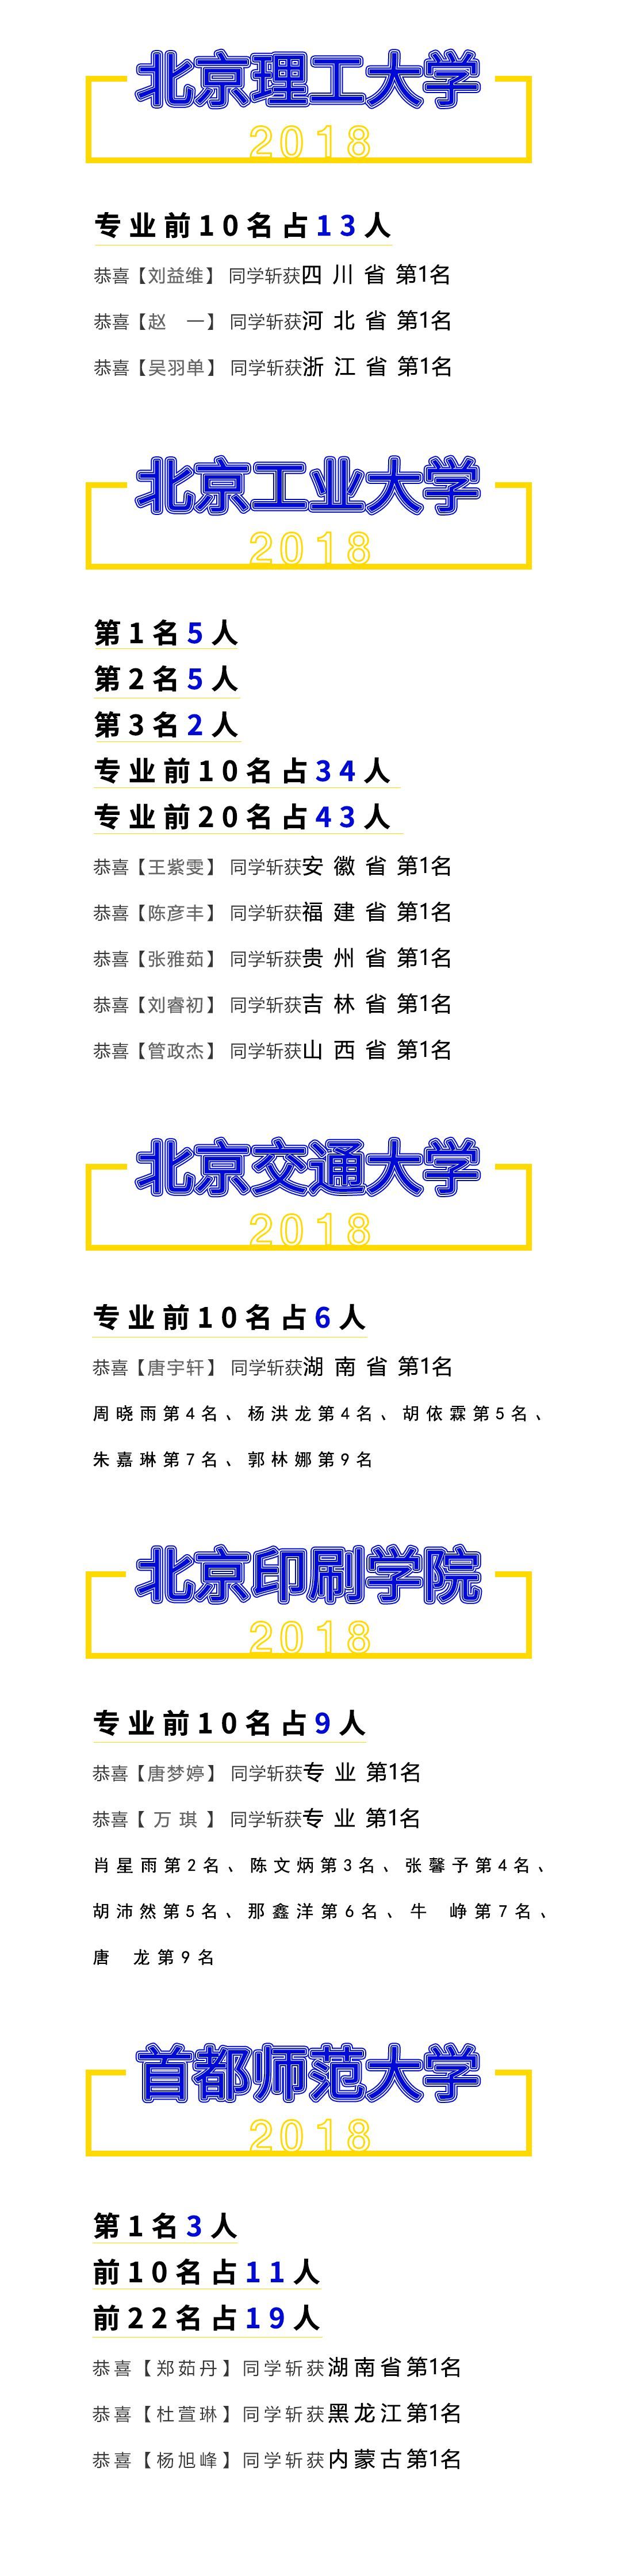 北京理工大学
2018
专业前10名占13人
恭喜【刘益维】 同学斩获四 川 省 第1名
恭喜【赵　一】 同学斩获河 北 省 第1名
恭喜【吴羽单】 同学斩获浙 江 省 第1名
北京工业大学
2018
第1名5人
第2名5人
第3名2人
专业前10名占34人
专业前20名占43人
恭喜【王紫雯】 同学斩获安 徽 省 第1名
恭喜【陈彦丰】 同学斩获福 建 省 第1名
恭喜【张雅茹】 同学斩获贵 州 省 第1名
恭喜【刘睿初】 同学斩获吉 林 省 第1名
恭喜【管政杰】 同学斩获山 西 省 第1名
北京交通大学
2018
专业前10名占6人
恭喜【唐宇轩】 同学斩获湖 南 省 第1名
周晓雨第4名、杨洪龙第4名、胡依霖第5名、
朱嘉琳第7名、郭林娜第9名
北京印刷学院
2018
专业前10名占9人
恭喜【唐梦婷】 同学斩获专 业 第1名
恭喜【 万 琪 】 同学斩获专 业 第1名
肖星雨第2名、陈文炳第3名、张馨予第4名、
胡沛然第5名、那鑫洋第6名、牛　峥第7名、
唐　龙第9名
首都师范大学
2018
第1名3人
前10名占11人
前22名占19人
恭喜【郑茹丹】同学斩获湖南省第1名
恭喜【杜萱琳】同学斩获黑龙江第1名
恭喜【杨旭峰】同学斩获内蒙古第1名